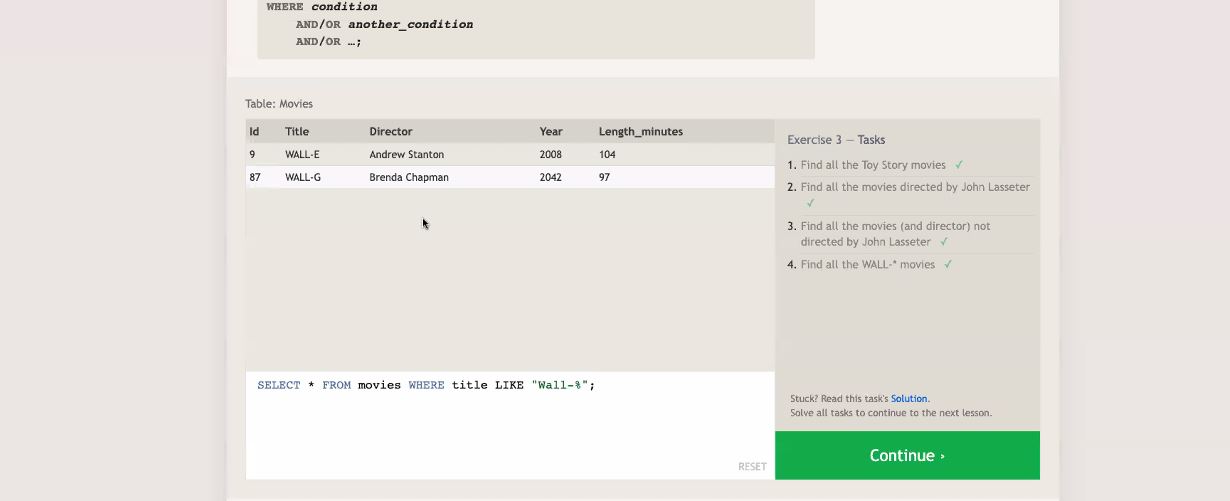 WHERE condition
AND/OR another_condition
AND/OR …;
Table: Movies
Id Title Director Year Length_minutes
9 WALL-E Andrew Stanton 2008 104
87 WALL-G Brenda Chapman 2042 97
SELECT * FROM movies WHERE title LIKE "Wall-%";
RESET
Exercise 3 — Tasks
1. Find all the Toy Story movies ✓
2. Find all the movies directed by John Lasseter
✓
3. Find all the movies (and director) not
directed by John Lasseter ✓
4. Find all the WALL-* movies ✓
Stuck? Read this task's Solution.
Solve all tasks to continue to the next lesson.
Continue ›